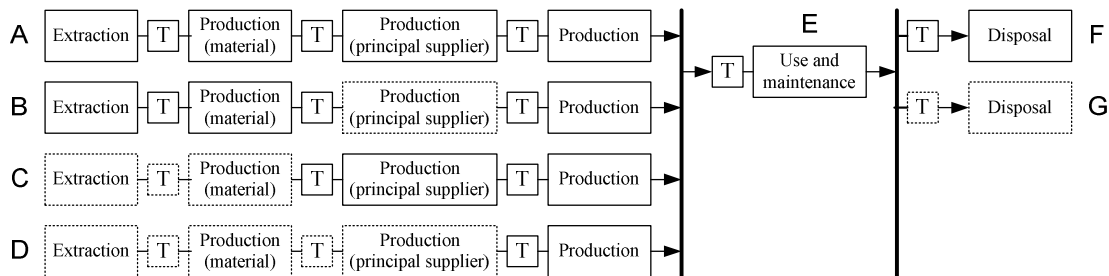 A Extraction T Production (material) T Production (principal supplier) T Production
B Extraction T Production (material) T Production (principal supplier) T Production
C Extraction T Production (material) T Production (principal supplier) T Production
D Extraction T Production (material) T Production (principal supplier) T Production
E
T Use and maintenance
T Disposal F
T Disposal G